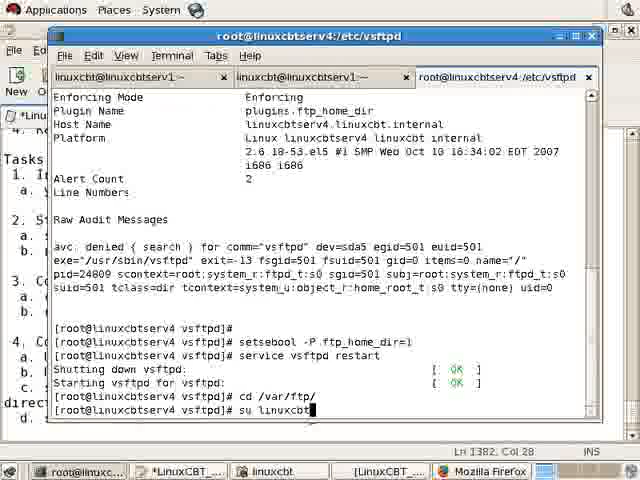 Applications Places System
root@linuxcbtserv4:/etc/vsftpd
File
File Edit View Terminal Tabs Help
linuxcbt@linuxcbtserv1:~
linuxcbt@linuxcbtserv1:~
root@linuxcbtserv4:/etc/vsftpd
New
Enforcing Mode Enforcing
Plugin Name plugins.ftp_home_dir
Host Name linuxcbtserv4.linuxcbt.internal
Platform Linux linuxcbtserv4 linuxcbt internal
2.6 18-53.el5 #1 SMP Wed Oct 10 16:34:02 EDT 2007
i686 i686
Alert Count 2
Line Numbers
Raw Audit Messages
avc. denied { search } for comm="vsftpd" dev=sda5 egid=501 euid=501
exe="/usr/sbin/vsftpd" exit=-13 fsgid=501 fsuid=501 gid=0 items=0 name="/"
pid=24809 scontext=root:system_r:ftpd_t:s0 sgid=501 subj=root:system_r:ftpd_t:s0
suid=501 tclass=dir tcontext=system_u:object_r:home_root_t:s0 tty=(none) uid=0
[root@linuxcbtserv4 vsftpd]#
[root@linuxcbtserv4 vsftpd]# setsebool -P ftp_home_dir=1
[root@linuxcbtserv4 vsftpd]# service vsftpd restart
Shutting down vsftpd: [ OK ]
Starting vsftpd for vsftpd: [ OK ]
[root@linuxcbtserv4 vsftpd]# cd /var/ftp/
[root@linuxcbtserv4 vsftpd]# su linuxcbt
Tasks
1. I
a.
2. S
a.
b.
3. C
a.
b.
4. C
a.
direc
d.
Ln 1382, Col 28 INS
root@linuxc... *LinuxCBT_... linuxcbt [LinuxCBT_... Mozilla Firefox